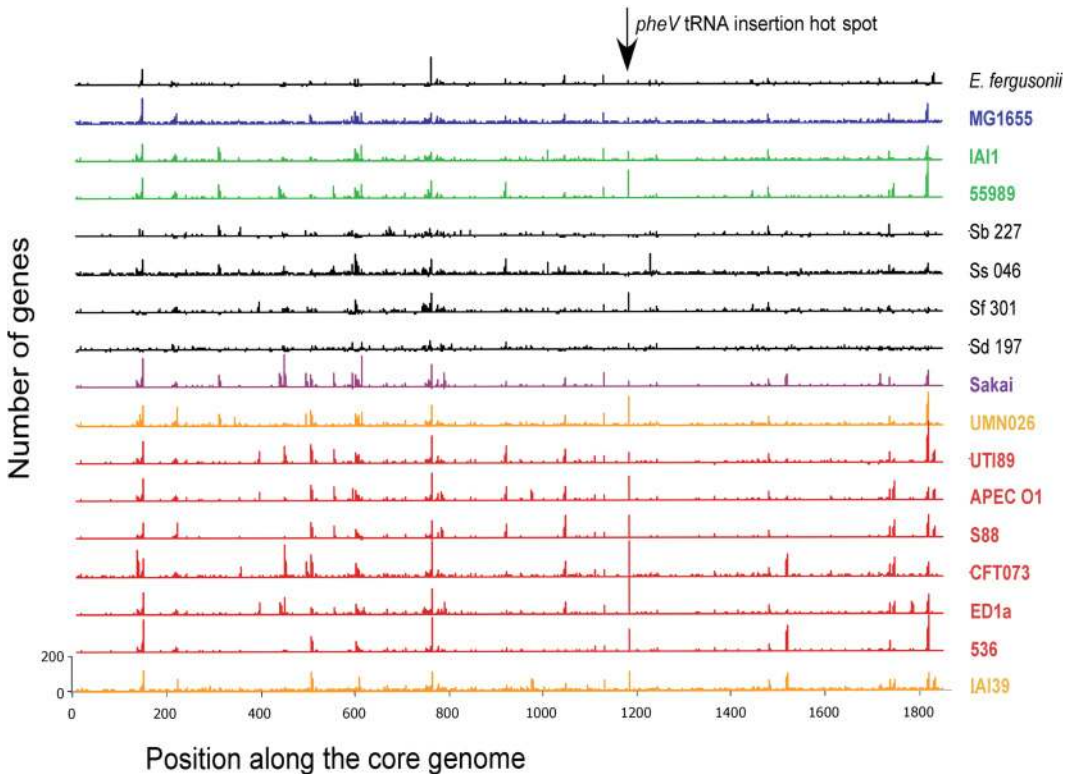 pheV tRNA insertion hot spot
E. fergusonii
MG1655
IAI1
55989
Sb 227
Ss 046
Sf 301
Sd 197
Sakai
UMN026
UTI89
APEC O1
S88
CFT073
ED1a
536
IAI39
Number of genes
200
0
0
200
400
600
800
1000
1200
1400
1600
1800
Position along the core genome